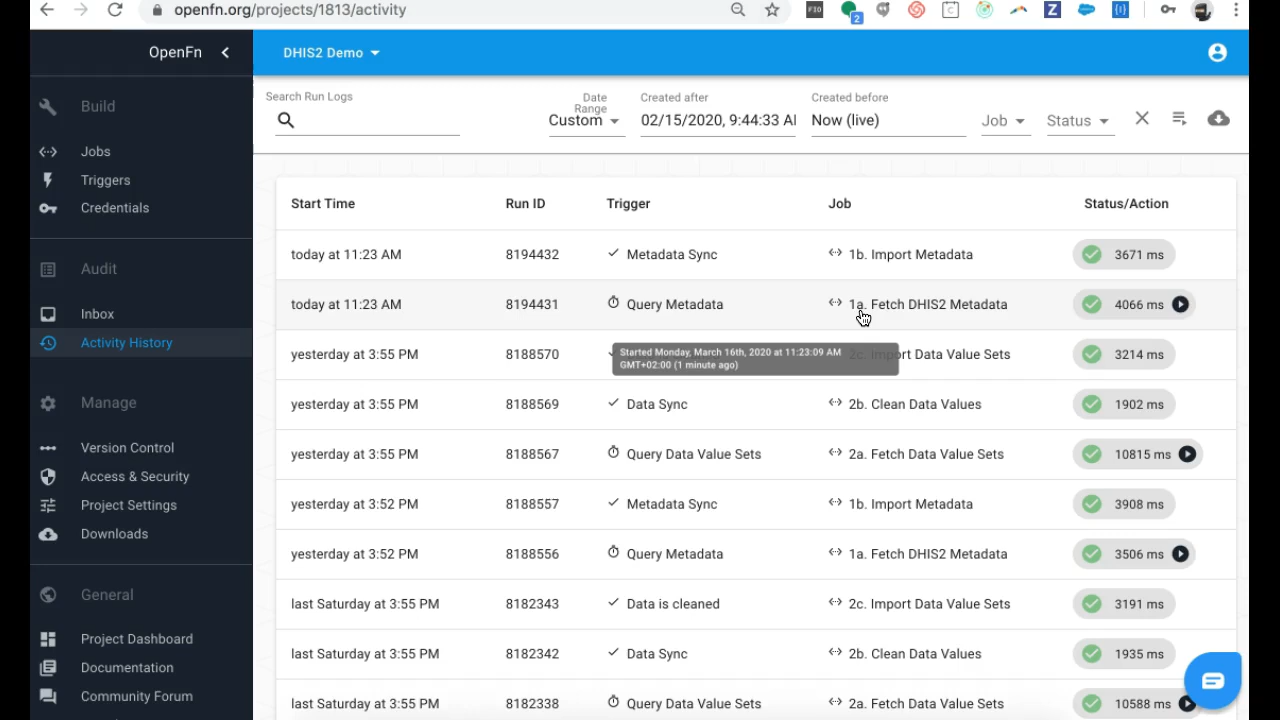 openfn.org/projects/1813/activity
FIO
2
Z
OpenFn
DHIS2 Demo
Build
Jobs
Triggers
Credentials
Audit
Inbox
Activity History
Manage
Version Control
Access & Security
Project Settings
Downloads
General
Project Dashboard
Documentation
Community Forum
Search Run Logs
Date Range
Custom
Created after
02/15/2020, 9:44:33 AM
Created before
Now (live)
Job
Status
Start Time Run ID Trigger Job Status/Action
today at 11:23 AM 8194432 Metadata Sync 1b. Import Metadata 3671 ms
today at 11:23 AM 8194431 Query Metadata 1a. Fetch DHIS2 Metadata 4066 ms
Started Monday, March 16th, 2020 at 11:23:09 AM
GMT+02:00 (1 minute ago)
yesterday at 3:55 PM 8188570 2c. Import Data Value Sets 3214 ms
yesterday at 3:55 PM 8188569 Data Sync 2b. Clean Data Values 1902 ms
yesterday at 3:55 PM 8188567 Query Data Value Sets 2a. Fetch Data Value Sets 10815 ms
yesterday at 3:52 PM 8188557 Metadata Sync 1b. Import Metadata 3908 ms
yesterday at 3:52 PM 8188556 Query Metadata 1a. Fetch DHIS2 Metadata 3506 ms
last Saturday at 3:55 PM 8182343 Data is cleaned 2c. Import Data Value Sets 3191 ms
last Saturday at 3:55 PM 8182342 Data Sync 2b. Clean Data Values 1935 ms
last Saturday at 3:55 PM 8182338 Query Data Value Sets 2a. Fetch Data Value Sets 10588 ms